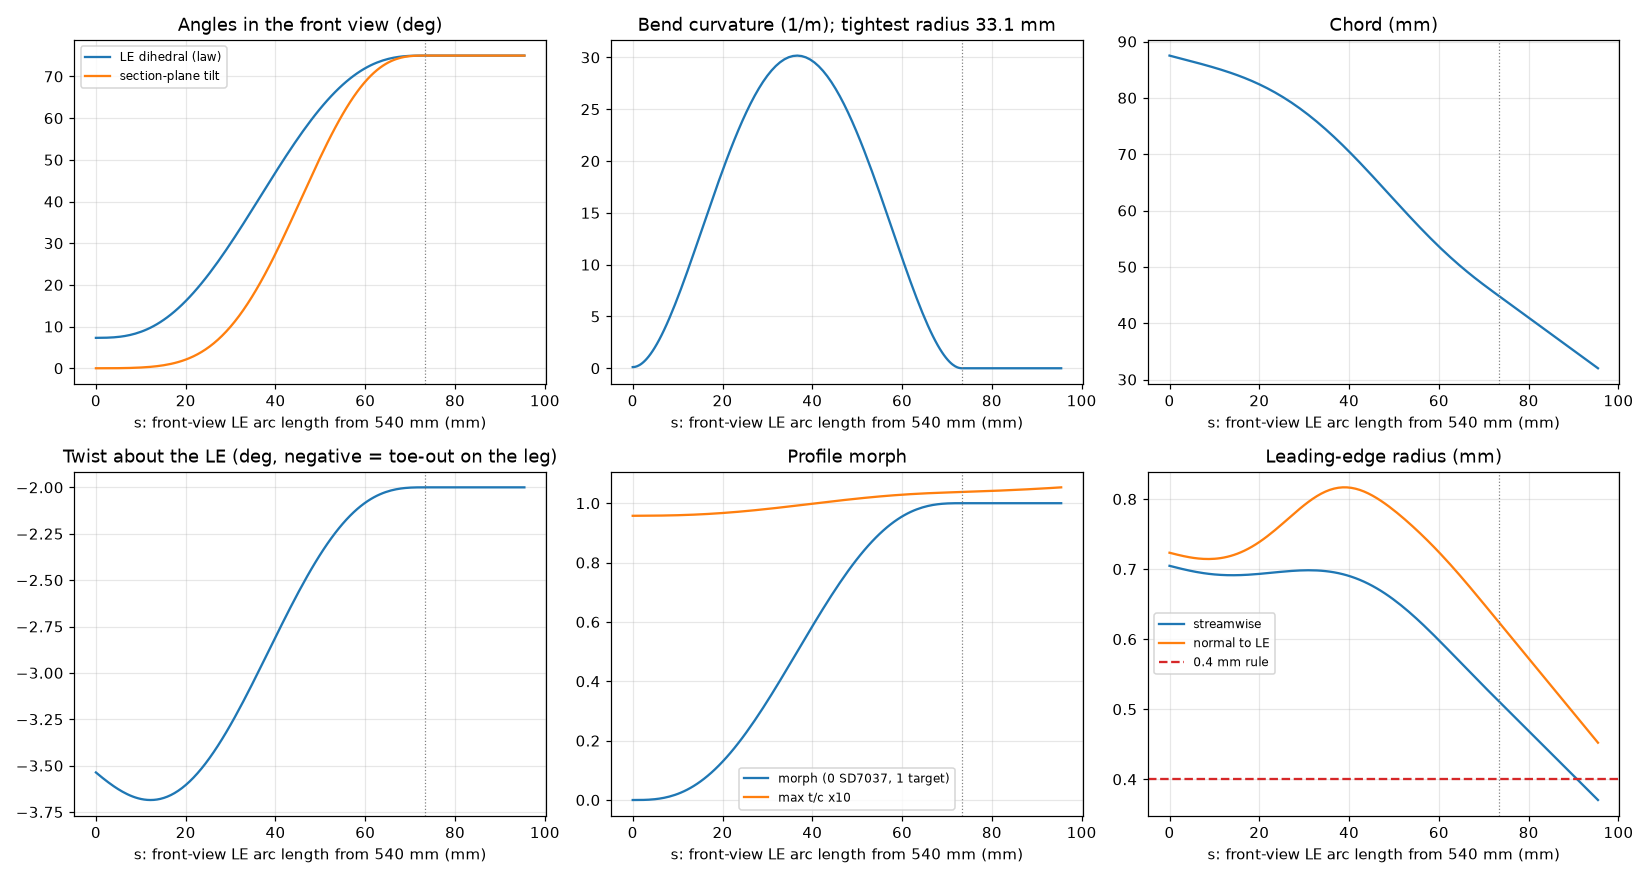 Angles in the front view (deg)
LE dihedral (law)
section-plane tilt
70
60
50
40
30
20
10
0
0 20 40 60 80 100
s: front-view LE arc length from 540 mm (mm)
Bend curvature (1/m); tightest radius 33.1 mm
30
25
20
15
10
5
0
0 20 40 60 80 100
s: front-view LE arc length from 540 mm (mm)
Chord (mm)
90
80
70
60
50
40
30
0 20 40 60 80 100
s: front-view LE arc length from 540 mm (mm)
Twist about the LE (deg, negative = toe-out on the leg)
−2.00
−2.25
−2.50
−2.75
−3.00
−3.25
−3.50
−3.75
0 20 40 60 80 100
s: front-view LE arc length from 540 mm (mm)
Profile morph
1.0
0.8
0.6
0.4
0.2
0.0
morph (0 SD7037, 1 target)
max t/c x10
0 20 40 60 80 100
s: front-view LE arc length from 540 mm (mm)
Leading-edge radius (mm)
0.8
0.7
0.6
0.5
0.4
streamwise
normal to LE
0.4 mm rule
0 20 40 60 80 100
s: front-view LE arc length from 540 mm (mm)